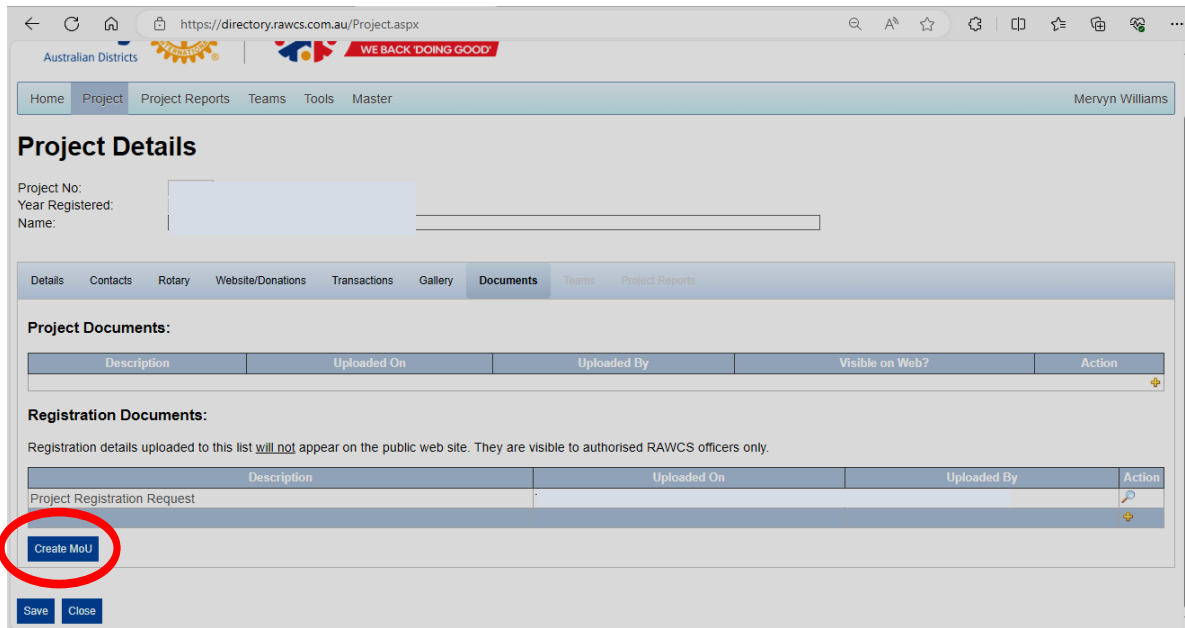 https://directory.rawcs.com.au/Project.aspx
Australian Districts
WE BACK 'DOING GOOD'
Home Project Project Reports Teams Tools Master Mervyn Williams
Project Details
Project No:
Year Registered:
Name:
Details Contacts Rotary Website/Donations Transactions Gallery Documents Teams Project Reports
Project Documents:
Description Uploaded On Uploaded By Visible on Web? Action
Registration Documents:
Registration details uploaded to this list will not appear on the public web site. They are visible to authorised RAWCS officers only.
Description Uploaded On Uploaded By Action
Project Registration Request
Create MoU
Save Close